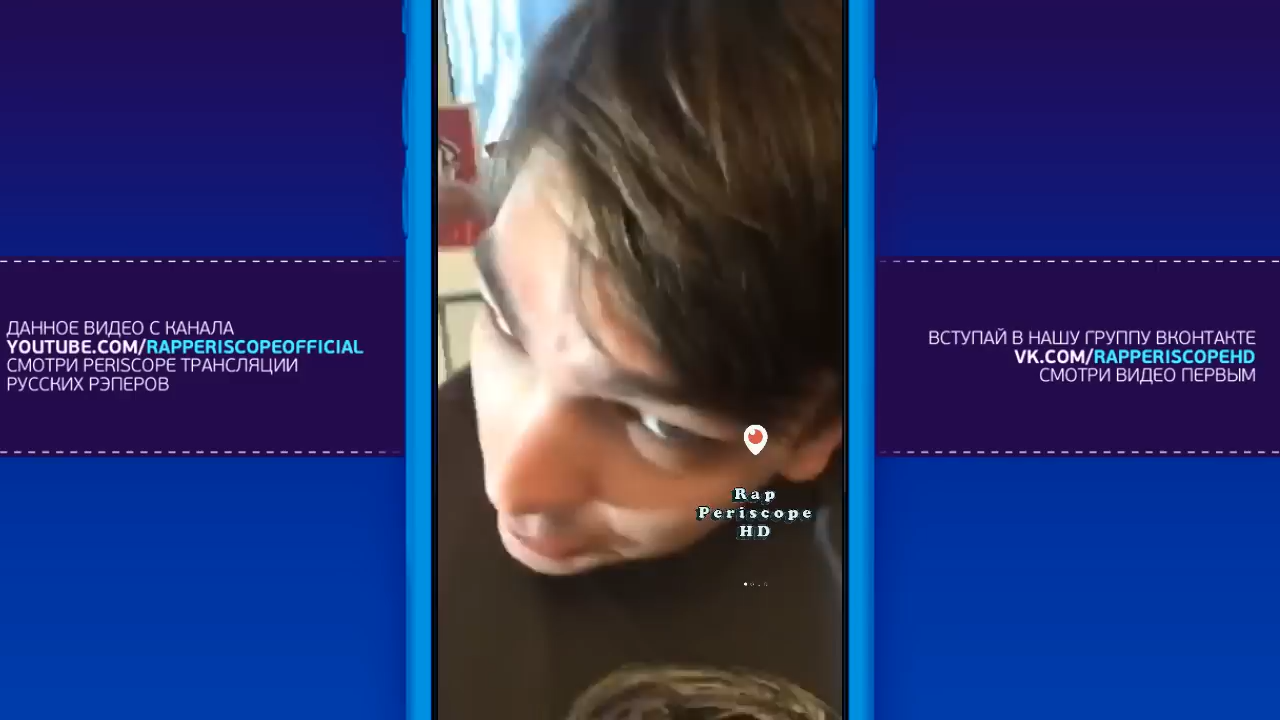 ДАННОЕ ВИДЕО С КАНАЛА
YOUTUBE.COM/RAPPERISCOPEOFFICIAL
СМОТРИ PERISCOPE ТРАНСЛЯЦИИ
РУССКИХ РЭПЕРОВ
Rap
Periscope
HD
ВСТУПАЙ В НАШУ ГРУППУ ВКОНТАКТЕ
VK.COM/RAPPERISCOPEHD
СМОТРИ ВИДЕО ПЕРВЫМ